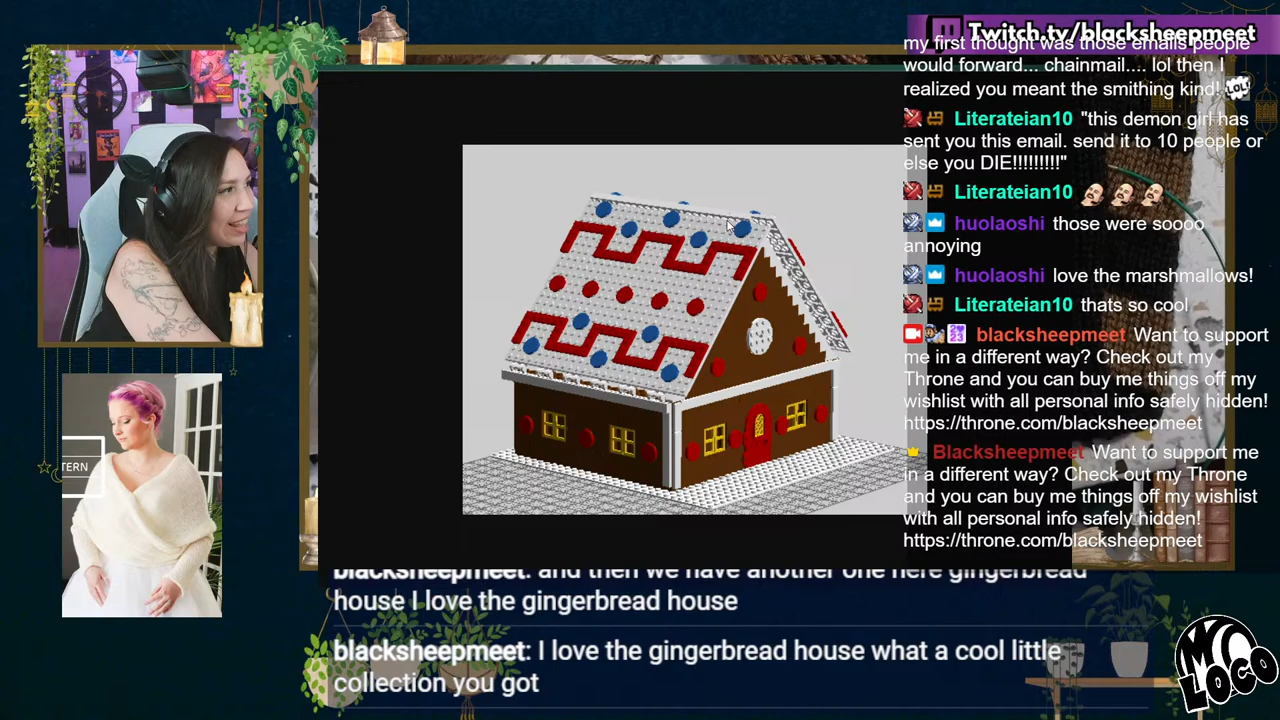 Twitch.tv/blacksheepmeet
my first thought was those emails people
would forward... chainmail.... lol then I
realized you meant the smithing kind! LOL!
Literateian10 "this demon girl has
sent you this email. send it to 10 people or
else you DIE!!!!!!!!!"
Literateian10
huolaoshi those were soooo
annoying
huolaoshi love the marshmallows!
Literateian10 thats so cool
blacksheepmeet Want to support
me in a different way? Check out my
Throne and you can buy me things off my
wishlist with all personal info safely hidden!
https://throne.com/blacksheepmeet
Blacksheepmeet Want to support me
in a different way? Check out my Throne
and you can buy me things off my wishlist
with all personal info safely hidden!
https://throne.com/blacksheepmeet
TERN
blacksheepmeet: and then we have another one here gingerbread
house I love the gingerbread house
blacksheepmeet: I love the gingerbread house what a cool little
collection you got
MC
LOCO